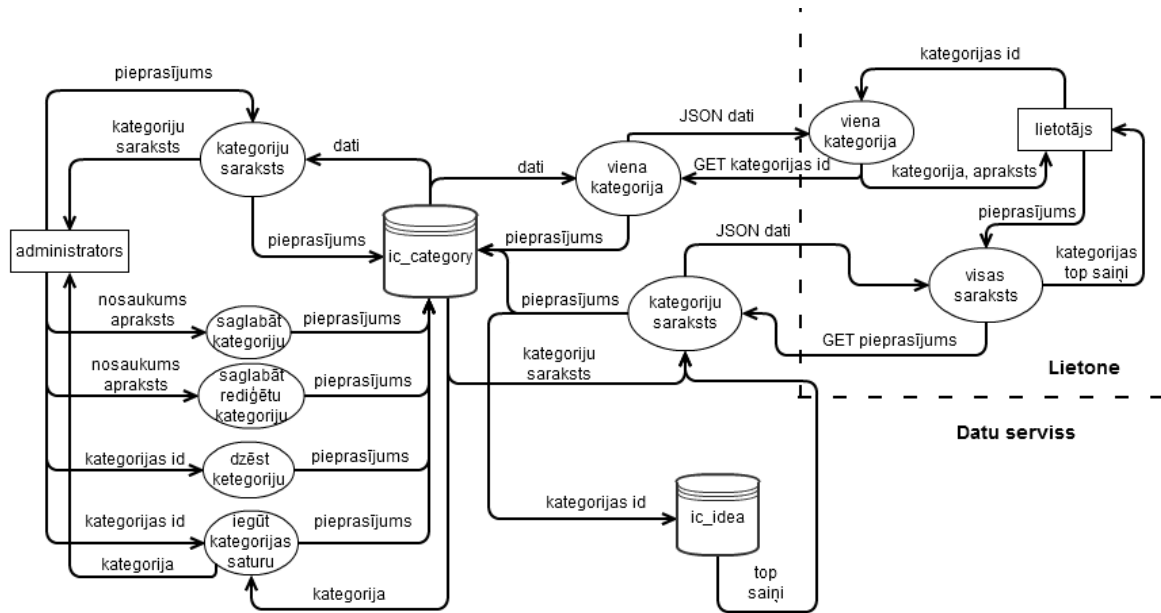 pieprasījums
kategorijas id
kategoriju
saraksts
kategoriju
saraksts
dati
JSON dati
viena
kategorija
lietotājs
viena
kategorija
GET kategorijas id
dati
kategorija, apraksts
pieprasījums
administrators
pieprasījums
ic_category
pieprasījums
JSON dati
kategorijas
top saiņi
visas
saraksts
nosaukums
apraksts
saglabāt
kategoriju
pieprasījums
pieprasījums
kategoriju
saraksts
GET pieprasījums
nosaukums
apraksts
saglabāt
rediģētu
kategoriju
pieprasījums
kategoriju
saraksts
Lietone
Datu serviss
kategorijas id
dzēst
ketegoriju
pieprasījums
kategorijas id
iegūt
kategorijas
saturu
pieprasījums
kategorijas id
ic_idea
kategorija
kategorija
top
saiņi